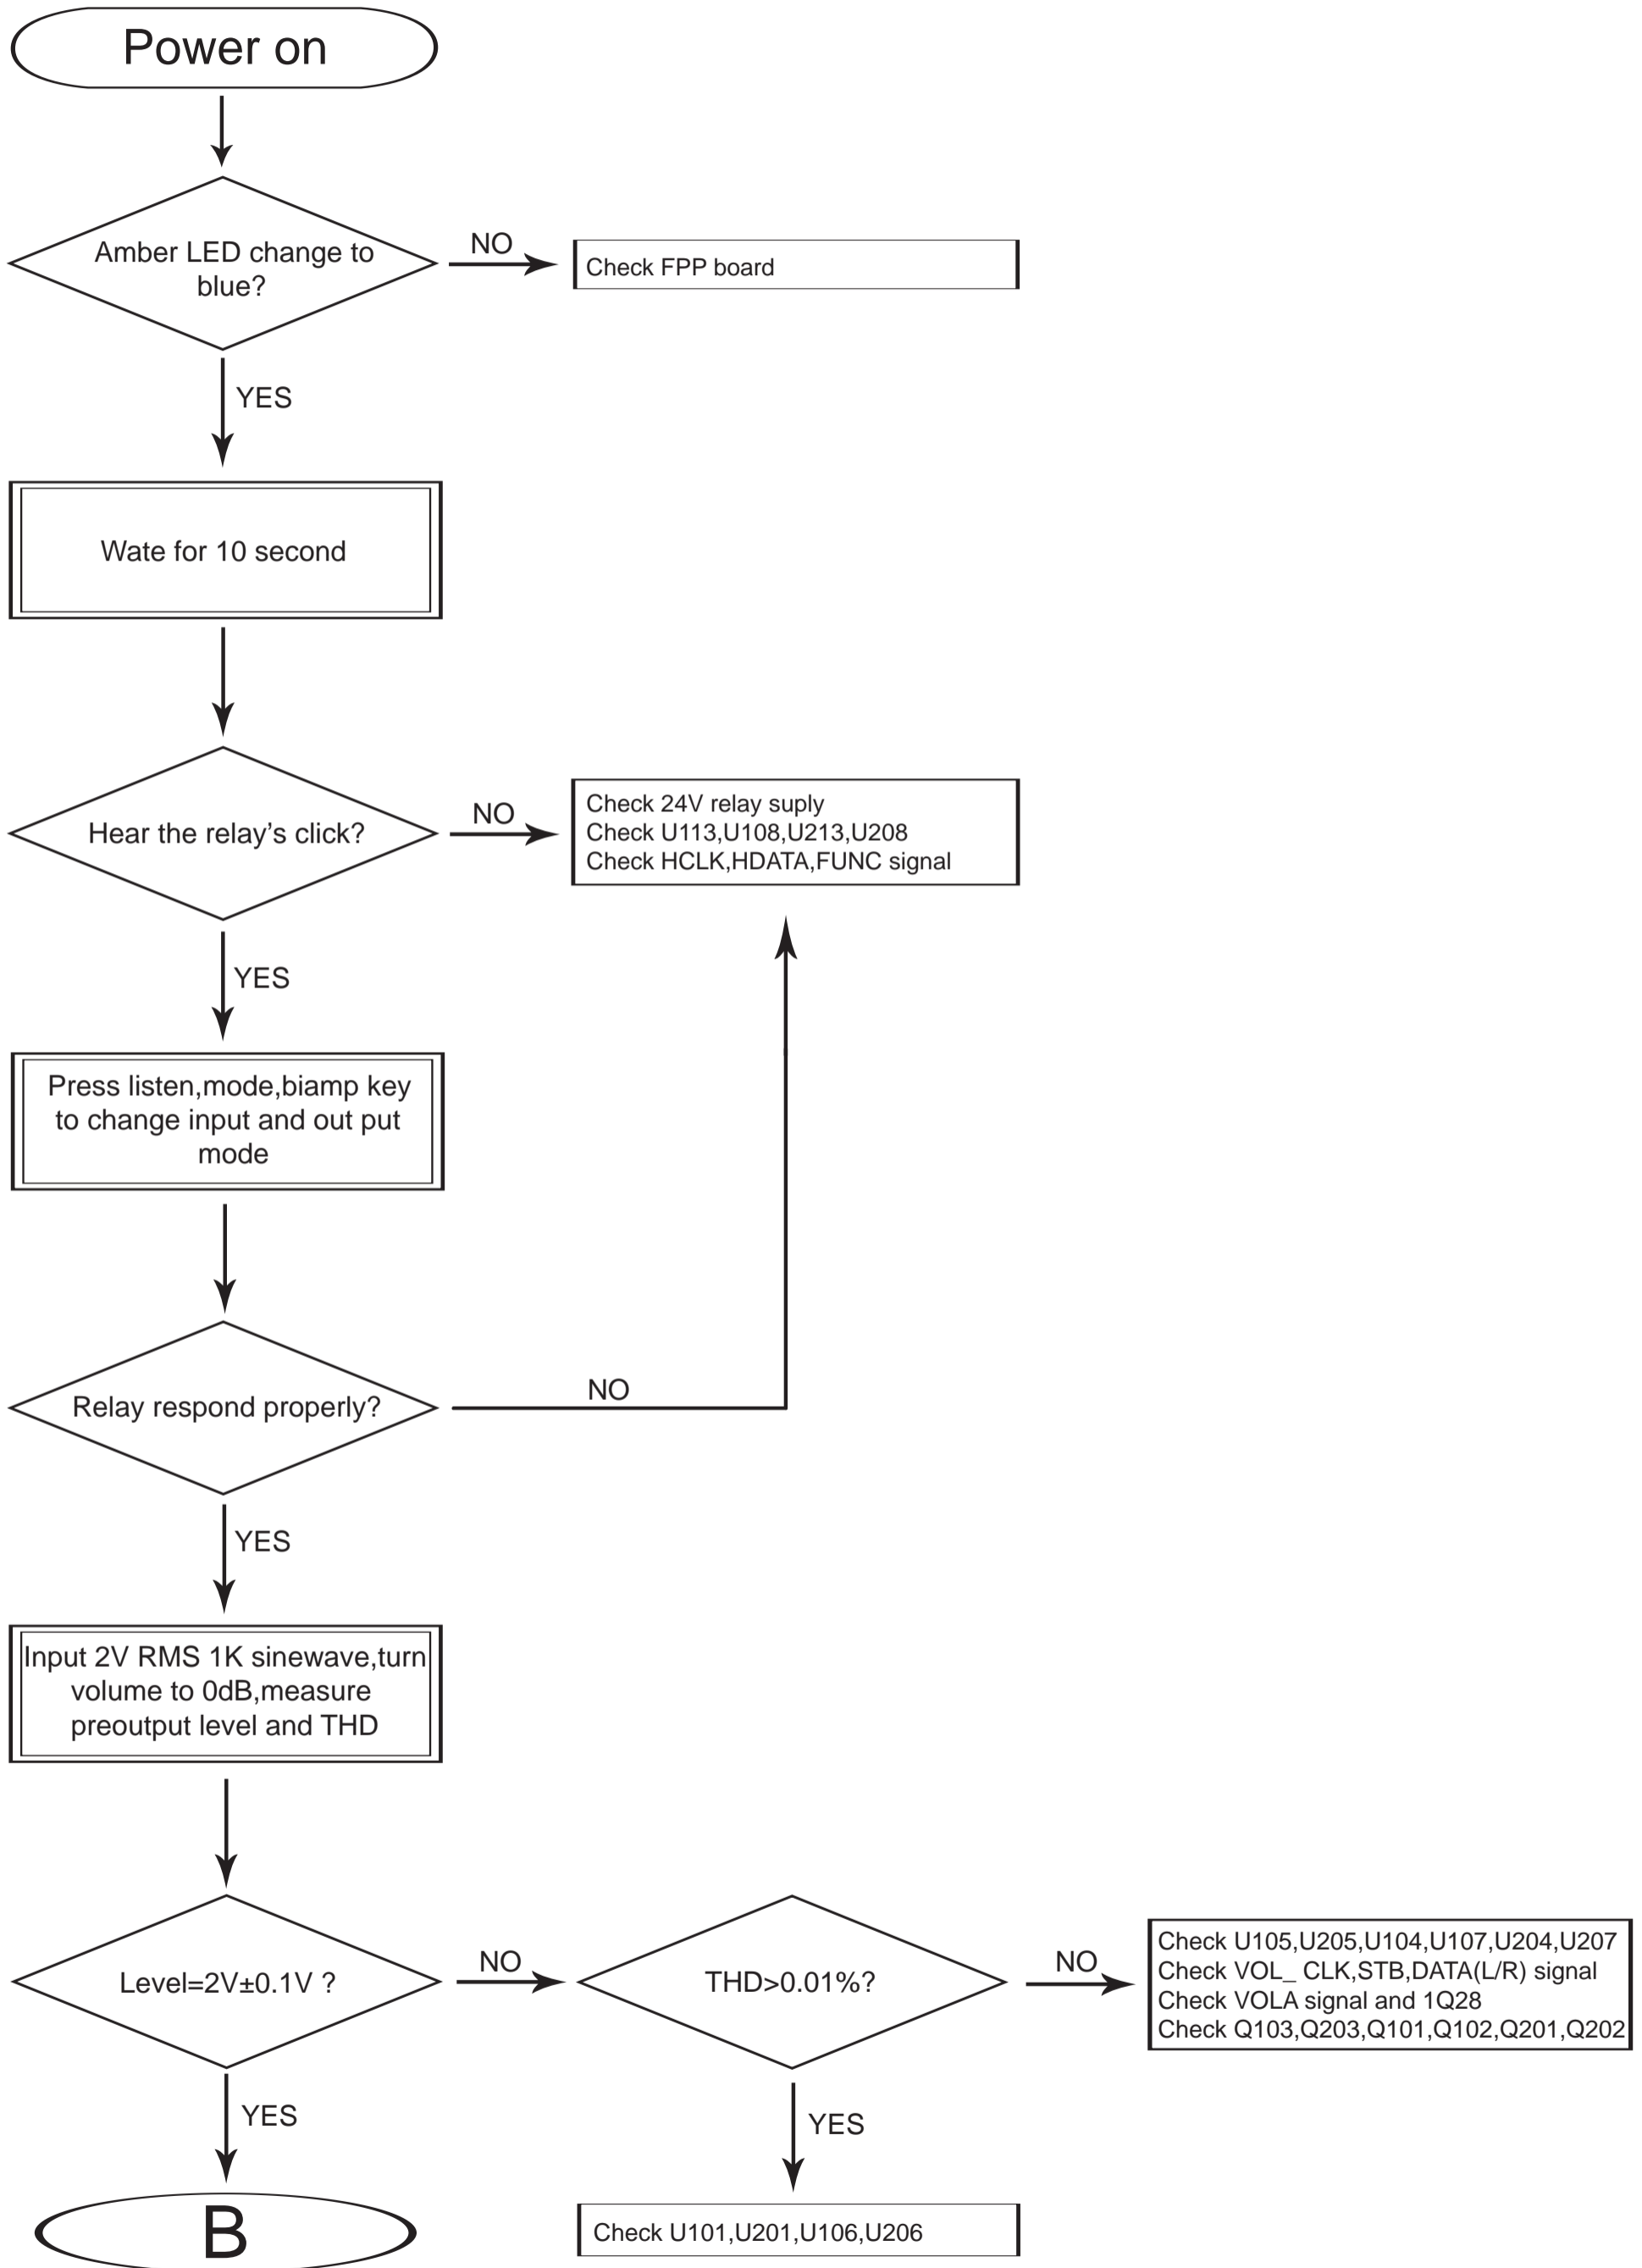 Power on
Amber LED change to
blue?
NO
Check FPP board
YES
Wate for 10 second
Hear the relay's click?
NO
Check 24V relay suply
Check U113,U108,U213,U208
Check HCLK,HDATA,FUNC signal
YES
Press listen,mode,biamp key
to change input and out put
mode
Relay respond properly?
NO
YES
Input 2V RMS 1K sinewave,turn
volume to 0dB,measure
preoutput level and THD
Level=2V±0.1V ?
NO
THD>0.01%?
NO
Check U105,U205,U104,U107,U204,U207
Check VOL_ CLK,STB,DATA(L/R) signal
Check VOLA signal and 1Q28
Check Q103,Q203,Q101,Q102,Q201,Q202
YES
YES
B
Check U101,U201,U106,U206